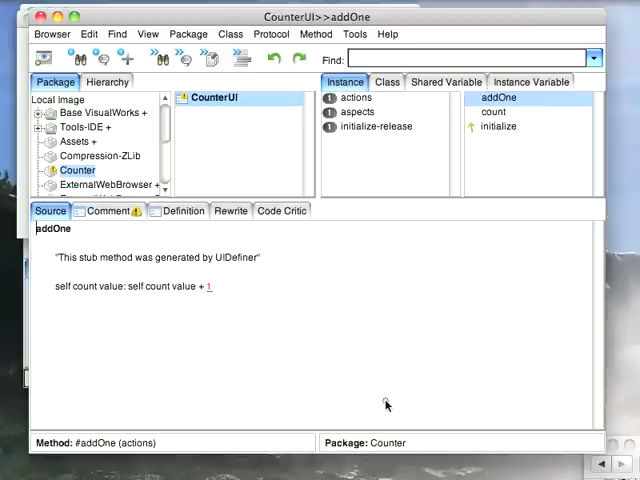 CounterUI>>addOne
Browser Edit Find View Package Class Protocol Method Tools Help
Find:
Package Hierarchy
Instance Class Shared Variable Instance Variable
Local Image
Base VisualWorks +
Tools-IDE +
Assets +
Compression-ZLib
Counter
ExternalWebBrowser +
CounterUI
1 actions
1 aspects
1 initialize-release
addOne
count
initialize
Source Comment Definition Rewrite Code Critic
addOne
"This stub method was generated by UIDefiner"
self count value: self count value + 1
Method: #addOne (actions)
Package: Counter